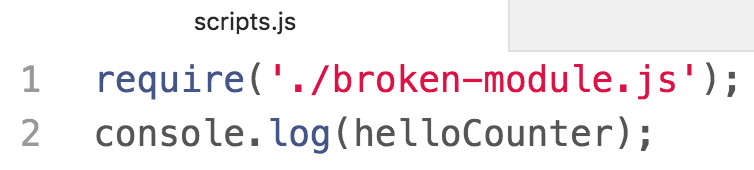 scripts.js
1 require('./broken-module.js');
2 console.log(helloCounter);